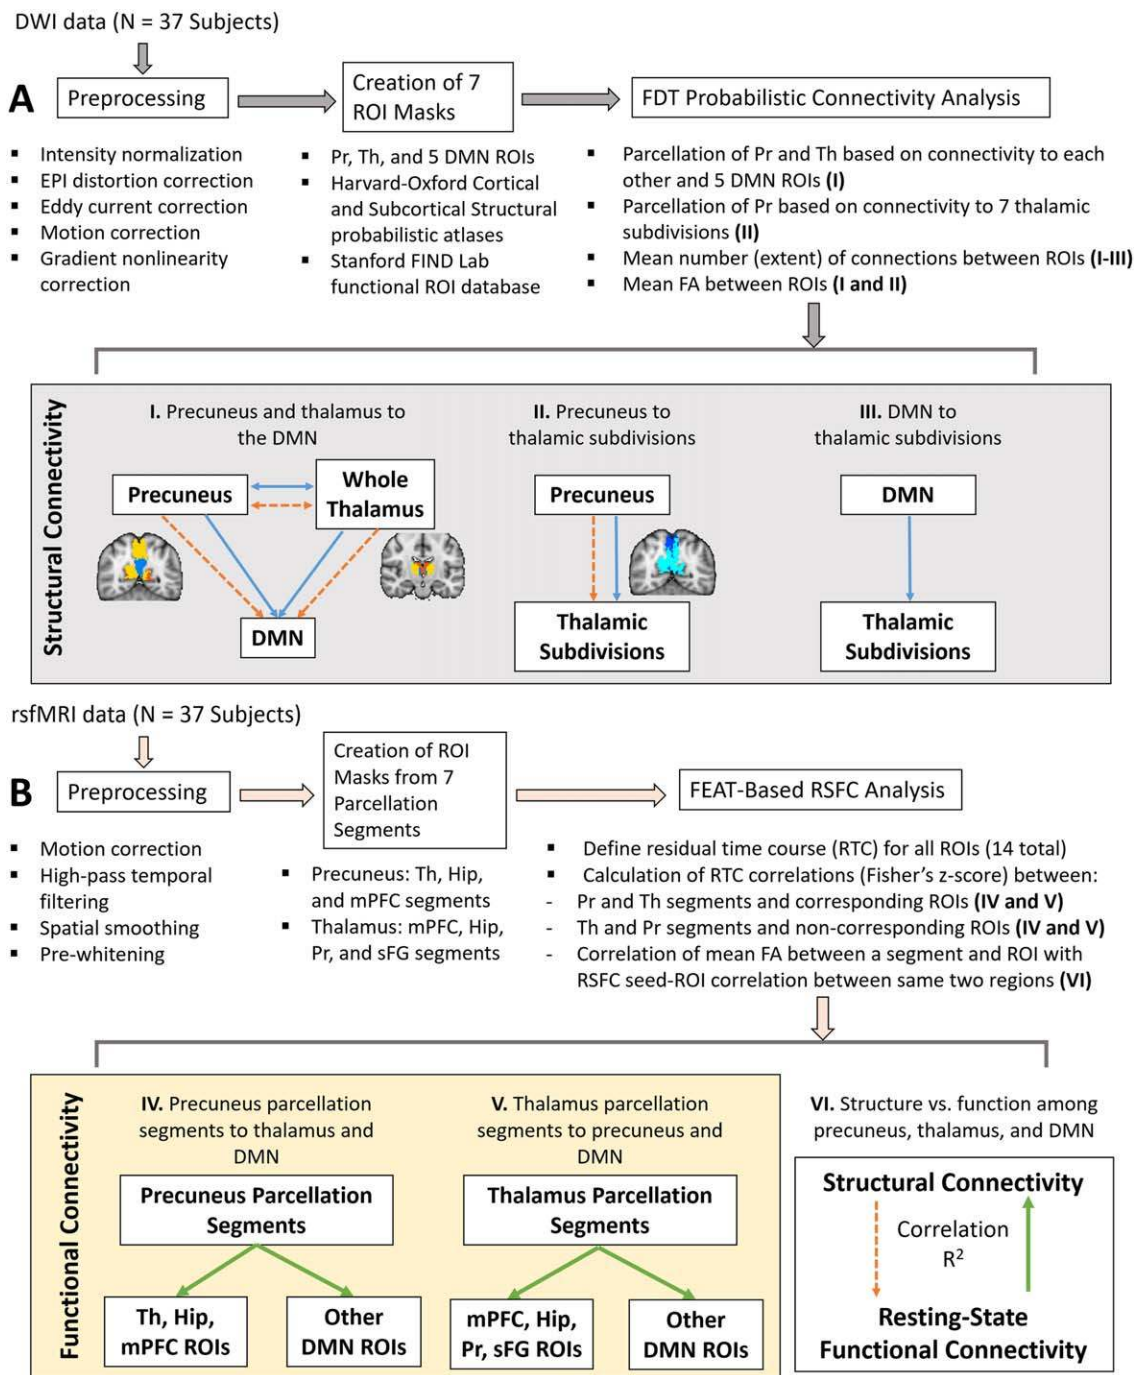 DWI data (N = 37 Subjects)
A
Preprocessing
Creation of 7
ROI Masks
FDT Probabilistic Connectivity Analysis
▪ Intensity normalization
▪ EPI distortion correction
▪ Eddy current correction
▪ Motion correction
▪ Gradient nonlinearity
correction
▪ Pr, Th, and 5 DMN ROIs
▪ Harvard-Oxford Cortical
and Subcortical Structural
probabilistic atlases
▪ Stanford FIND Lab
functional ROI database
▪ Parcellation of Pr and Th based on connectivity to each
other and 5 DMN ROIs (I)
▪ Parcellation of Pr based on connectivity to 7 thalamic
subdivisions (II)
▪ Mean number (extent) of connections between ROIs (I-III)
▪ Mean FA between ROIs (I and II)
Structural Connectivity
I. Precuneus and thalamus to
the DMN
Precuneus
Whole
Thalamus
DMN
II. Precuneus to
thalamic subdivisions
Precuneus
Thalamic
Subdivisions
III. DMN to
thalamic subdivisions
DMN
Thalamic
Subdivisions
rsfMRI data (N = 37 Subjects)
B
Preprocessing
Creation of ROI
Masks from 7
Parcellation
Segments
FEAT-Based RSFC Analysis
▪ Motion correction
▪ High-pass temporal
filtering
▪ Spatial smoothing
▪ Pre-whitening
▪ Precuneus: Th, Hip,
and mPFC segments
▪ Thalamus: mPFC, Hip,
Pr, and sFG segments
▪ Define residual time course (RTC) for all ROIs (14 total)
▪ Calculation of RTC correlations (Fisher's z-score) between:
- Pr and Th segments and corresponding ROIs (IV and V)
- Th and Pr segments and non-corresponding ROIs (IV and V)
- Correlation of mean FA between a segment and ROI with
RSFC seed-ROI correlation between same two regions (VI)
Functional Connectivity
IV. Precuneus parcellation
segments to thalamus and
DMN
Precuneus Parcellation
Segments
Th, Hip,
mPFC ROIs
Other
DMN ROIs
V. Thalamus parcellation
segments to precuneus and
DMN
Thalamus Parcellation
Segments
mPFC, Hip,
Pr, sFG ROIs
Other
DMN ROIs
VI. Structure vs. function among
precuneus, thalamus, and DMN
Structural Connectivity
Correlation
R²
Resting-State
Functional Connectivity